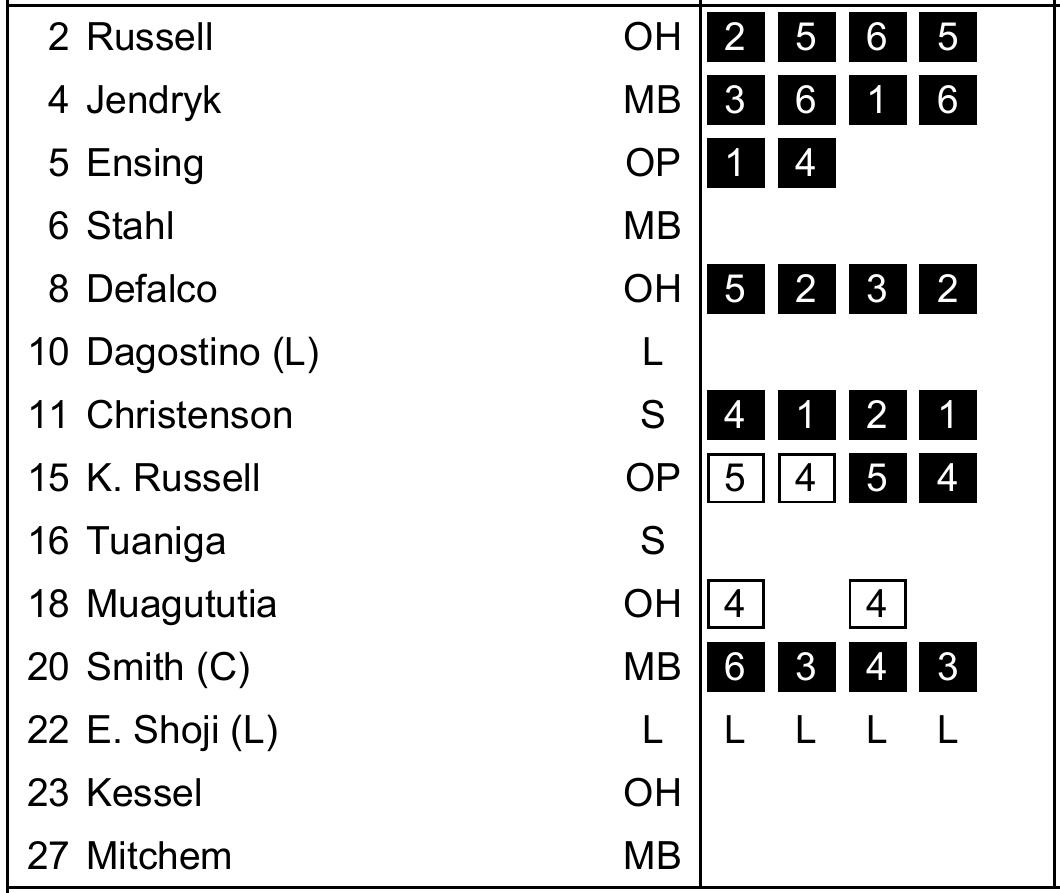 2 Russell OH 2 5 6 5
4 Jendryk MB 3 6 1 6
5 Ensing OP 1 4
6 Stahl MB
8 Defalco OH 5 2 3 2
10 Dagostino (L) L
11 Christenson S 4 1 2 1
15 K. Russell OP 5 4 5 4
16 Tuaniga S
18 Muagututia OH 4 4
20 Smith (C) MB 6 3 4 3
22 E. Shoji (L) L L L L L
23 Kessel OH
27 Mitchem MB